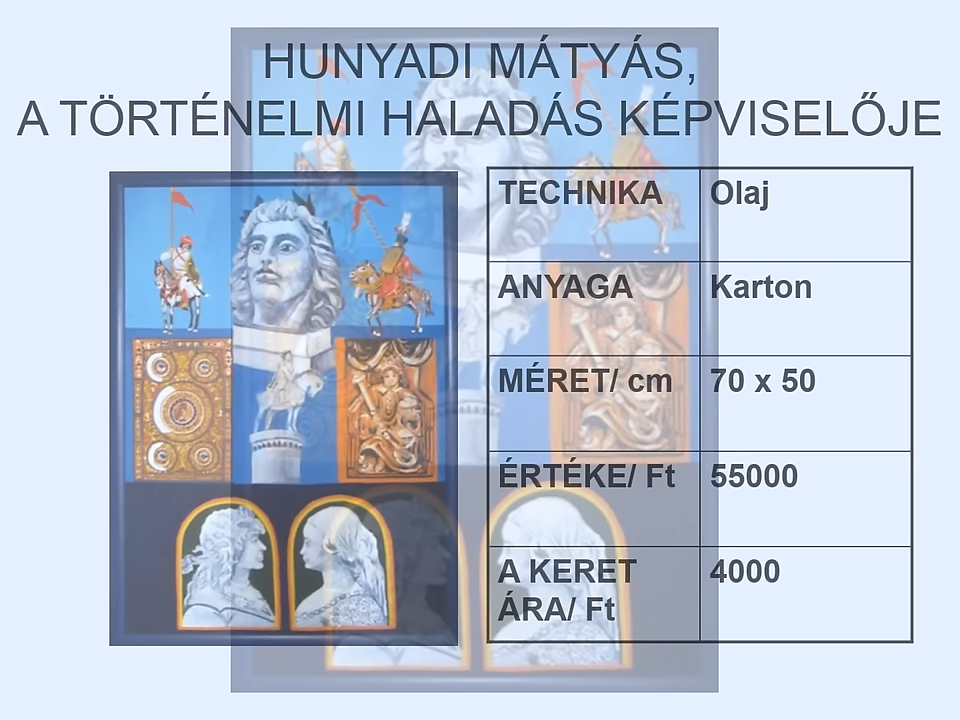 HUNYADI MÁTYÁS,
A TÖRTÉNELMI HALADÁS KÉPVISELŐJE
TECHNIKA Olaj
ANYAGA Karton
MÉRET/ cm 70 x 50
ÉRTÉKE/ Ft 55000
A KERET 4000
ÁRA/ Ft